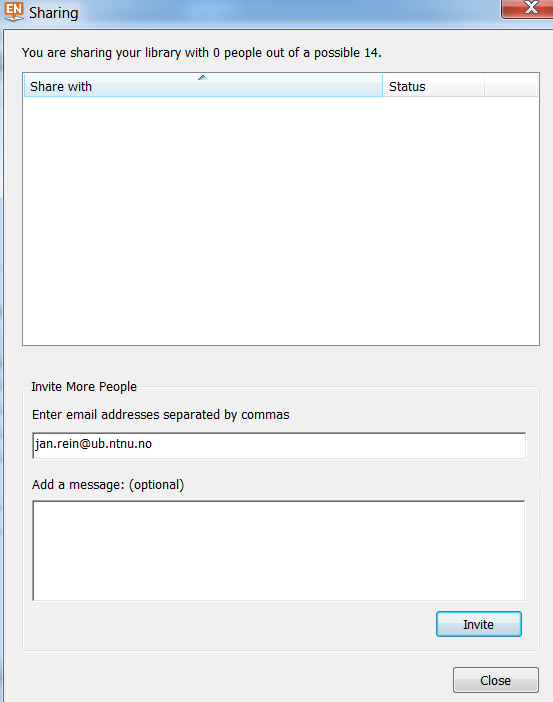 EN
Sharing
You are sharing your library with 0 people out of a possible 14.
Share with
Status
Invite More People
Enter email addresses separated by commas
jan.rein@ub.ntnu.no
Add a message: (optional)
Invite
Close